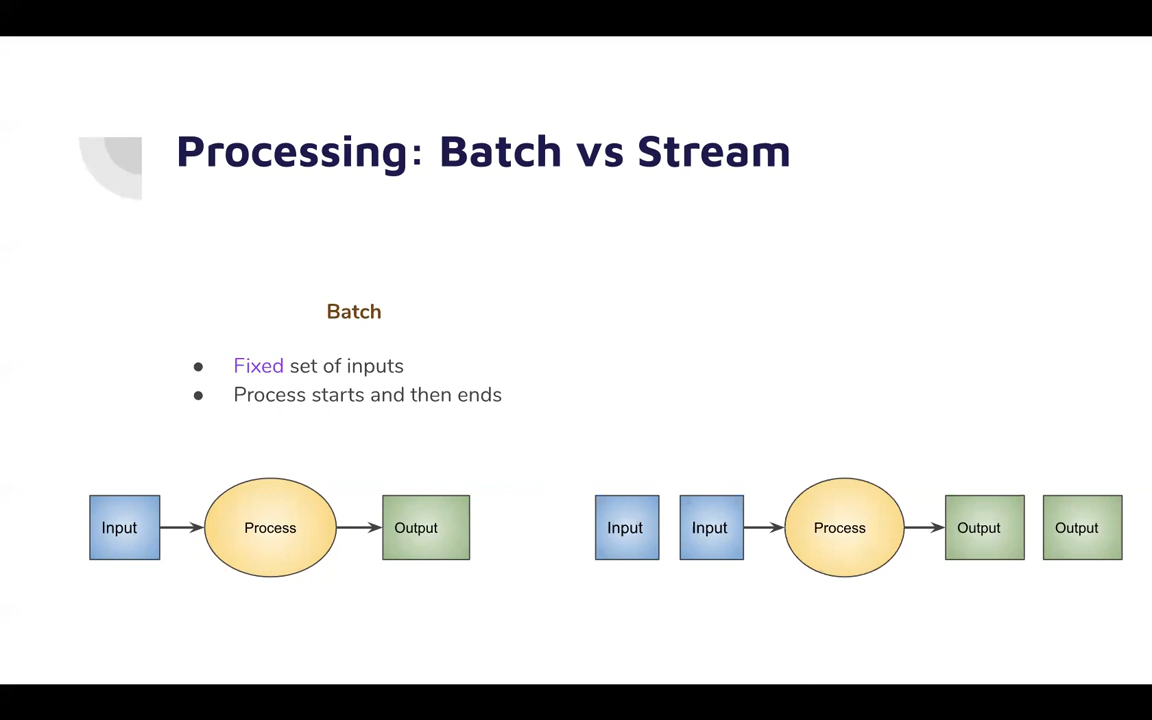 Processing: Batch vs Stream
Batch
● Fixed set of inputs
● Process starts and then ends
Input Process Output
Input Input Process Output Output